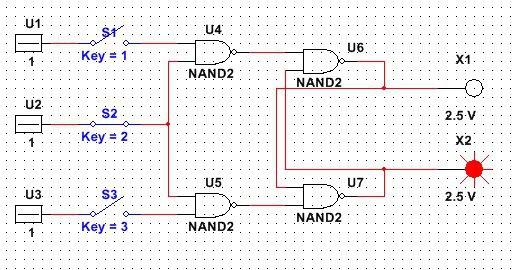 U1
1
S1
Key = 1
U4
NAND2
U6
NAND2
X1
2.5 V
U2
1
S2
Key = 2
X2
2.5 V
U3
1
S3
Key = 3
U5
NAND2
U7
NAND2